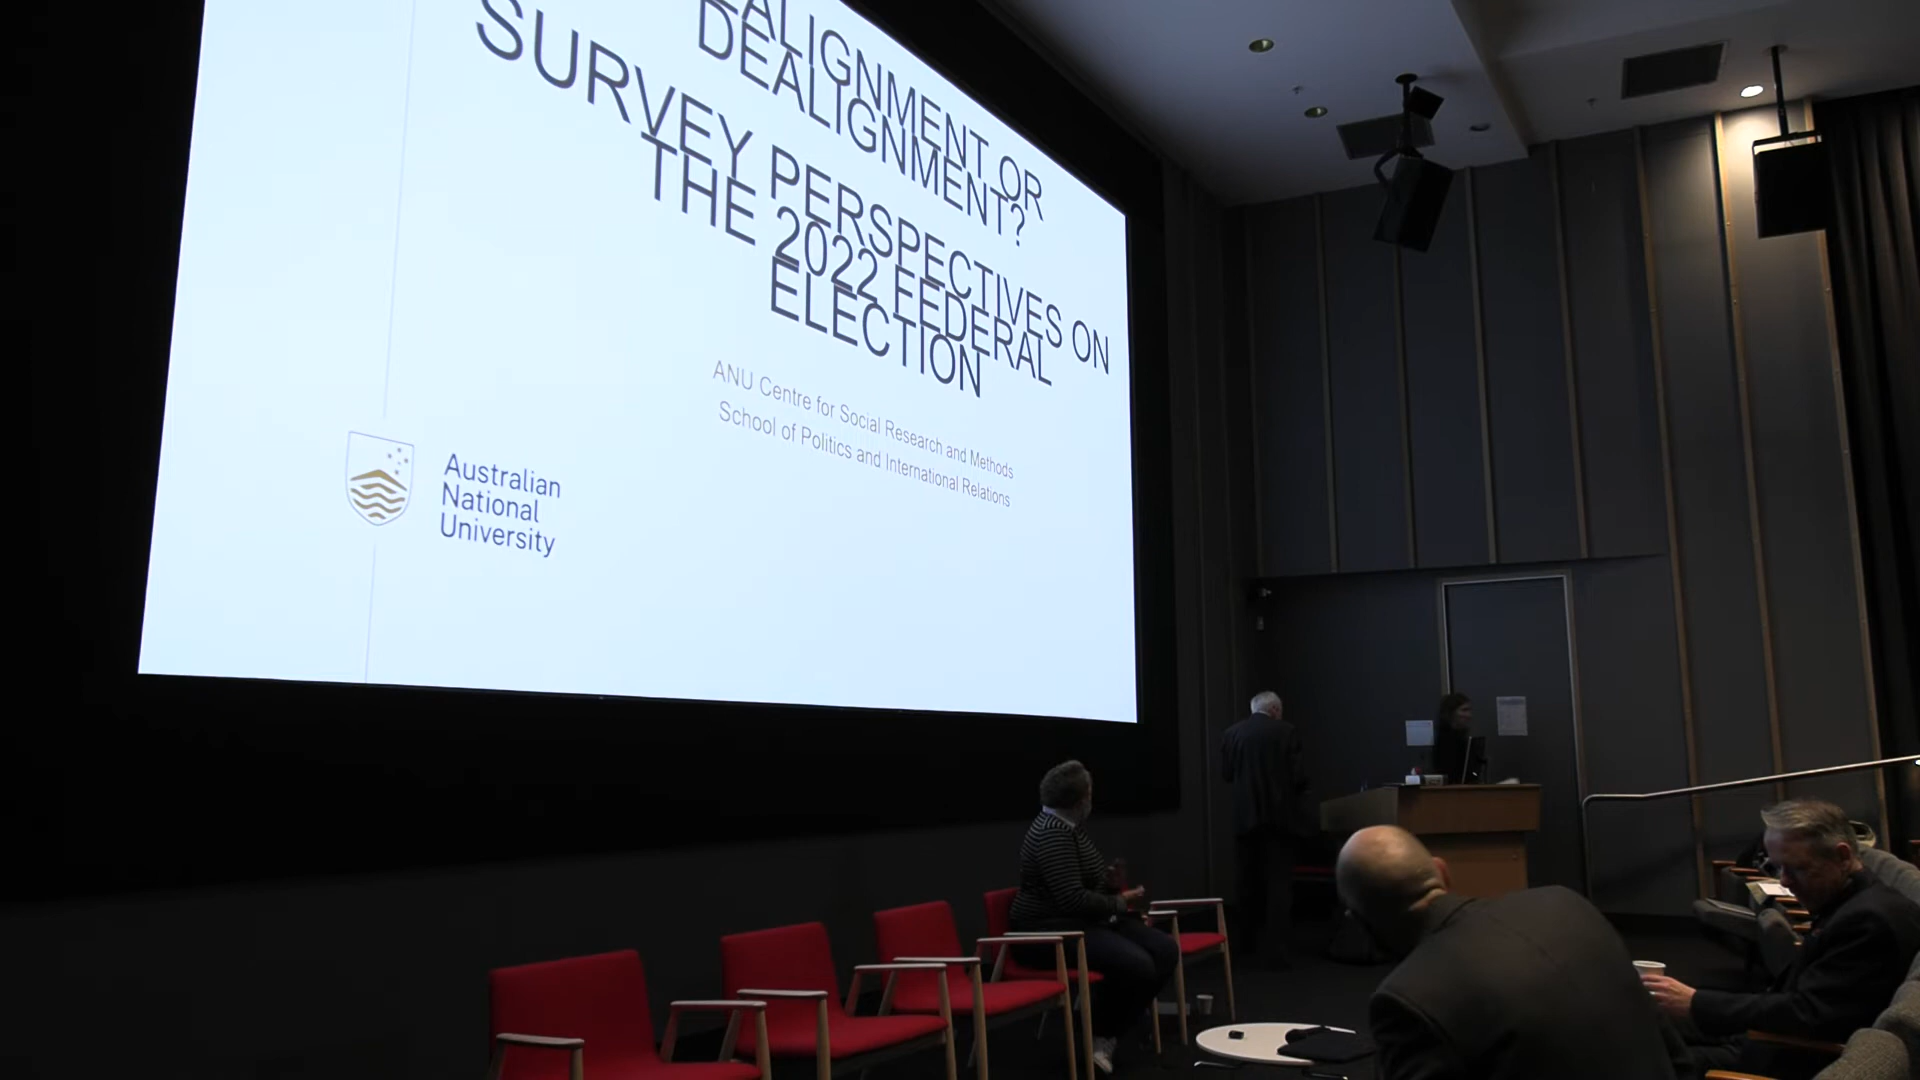 EALIGNMENT OR
DEALIGNMENT?
SURVEY PERSPECTIVES ON
THE 2022 FEDERAL
ELECTION
ANU Centre for Social Research and Methods
School of Politics and International Relations
Australian
National
University